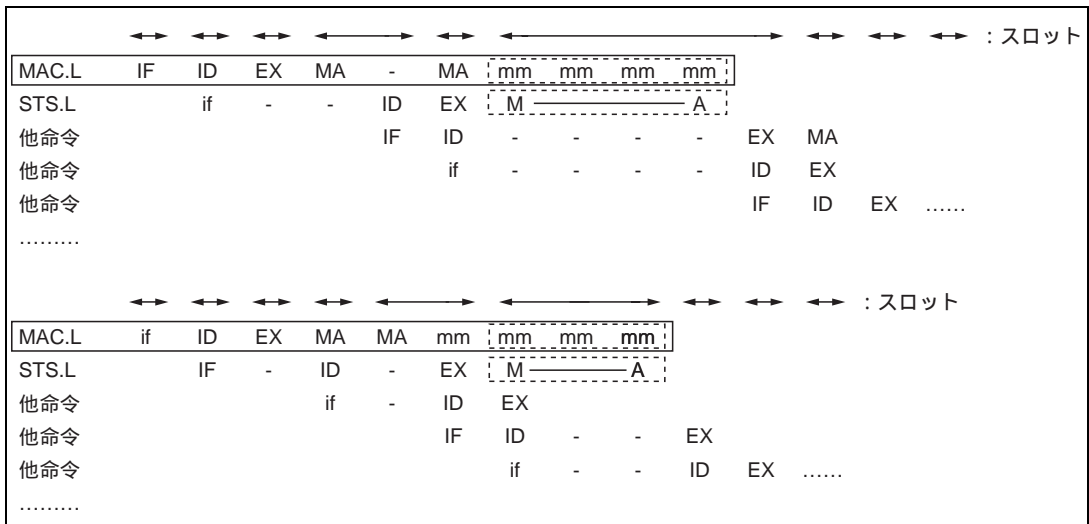 ：スロット
MAC.L IF ID EX MA - MA mm mm mm mm
STS.L if - - ID EX M A
他命令 IF ID - - - - EX MA
他命令 if - - - - ID EX
他命令 IF ID EX ……
………
：スロット
MAC.L if ID EX MA MA mm mm mm mm
STS.L IF - ID - EX M A
他命令 if - ID EX
他命令 IF ID - - EX
他命令 if - - ID EX ……
………